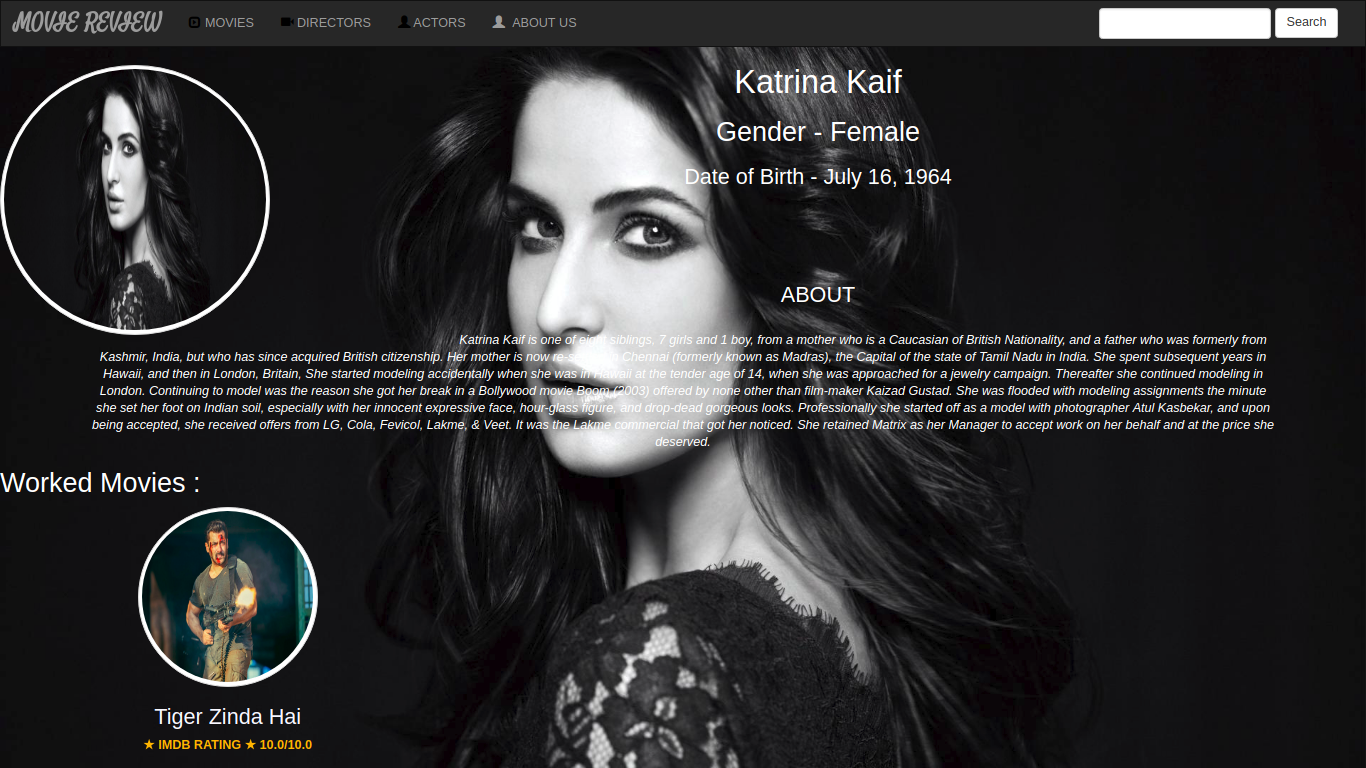 MOVIE REVIEW MOVIES DIRECTORS ACTORS ABOUT US Search
Katrina Kaif
Gender - Female
Date of Birth - July 16, 1964
ABOUT
Katrina Kaif is one of eight siblings, 7 girls and 1 boy, from a mother who is a Caucasian of British Nationality, and a father who was formerly from
Kashmir, India, but who has since acquired British citizenship. Her mother is now in Chennai (formerly known as Madras), the Capital of the state of Tamil Nadu in India. She spent subsequent years in
Hawaii, and then in London, Britain, She started modeling accidentally when she was in Hawaii at the tender age of 14, when she was approached for a jewelry campaign. Thereafter she continued modeling in
London. Continuing to model was the reason she got her break in a Bollywood movie Boom (2003) offered by none other than film-maker Kaizad Gustad. She was flooded with modeling assignments the minute
she set her foot on Indian soil, especially with her innocent expressive face, hour-glass figure, and drop-dead gorgeous looks. Professionally she started off as a model with photographer Atul Kasbekar, and upon
being accepted, she received offers from LG, Cola, Fevicol, Lakme, & Veet. It was the Lakme commercial that got her noticed. She retained Matrix as her Manager to accept work on her behalf and at the price she
deserved.
Worked Movies :
Tiger Zinda Hai
★ IMDB RATING ★ 10.0/10.0